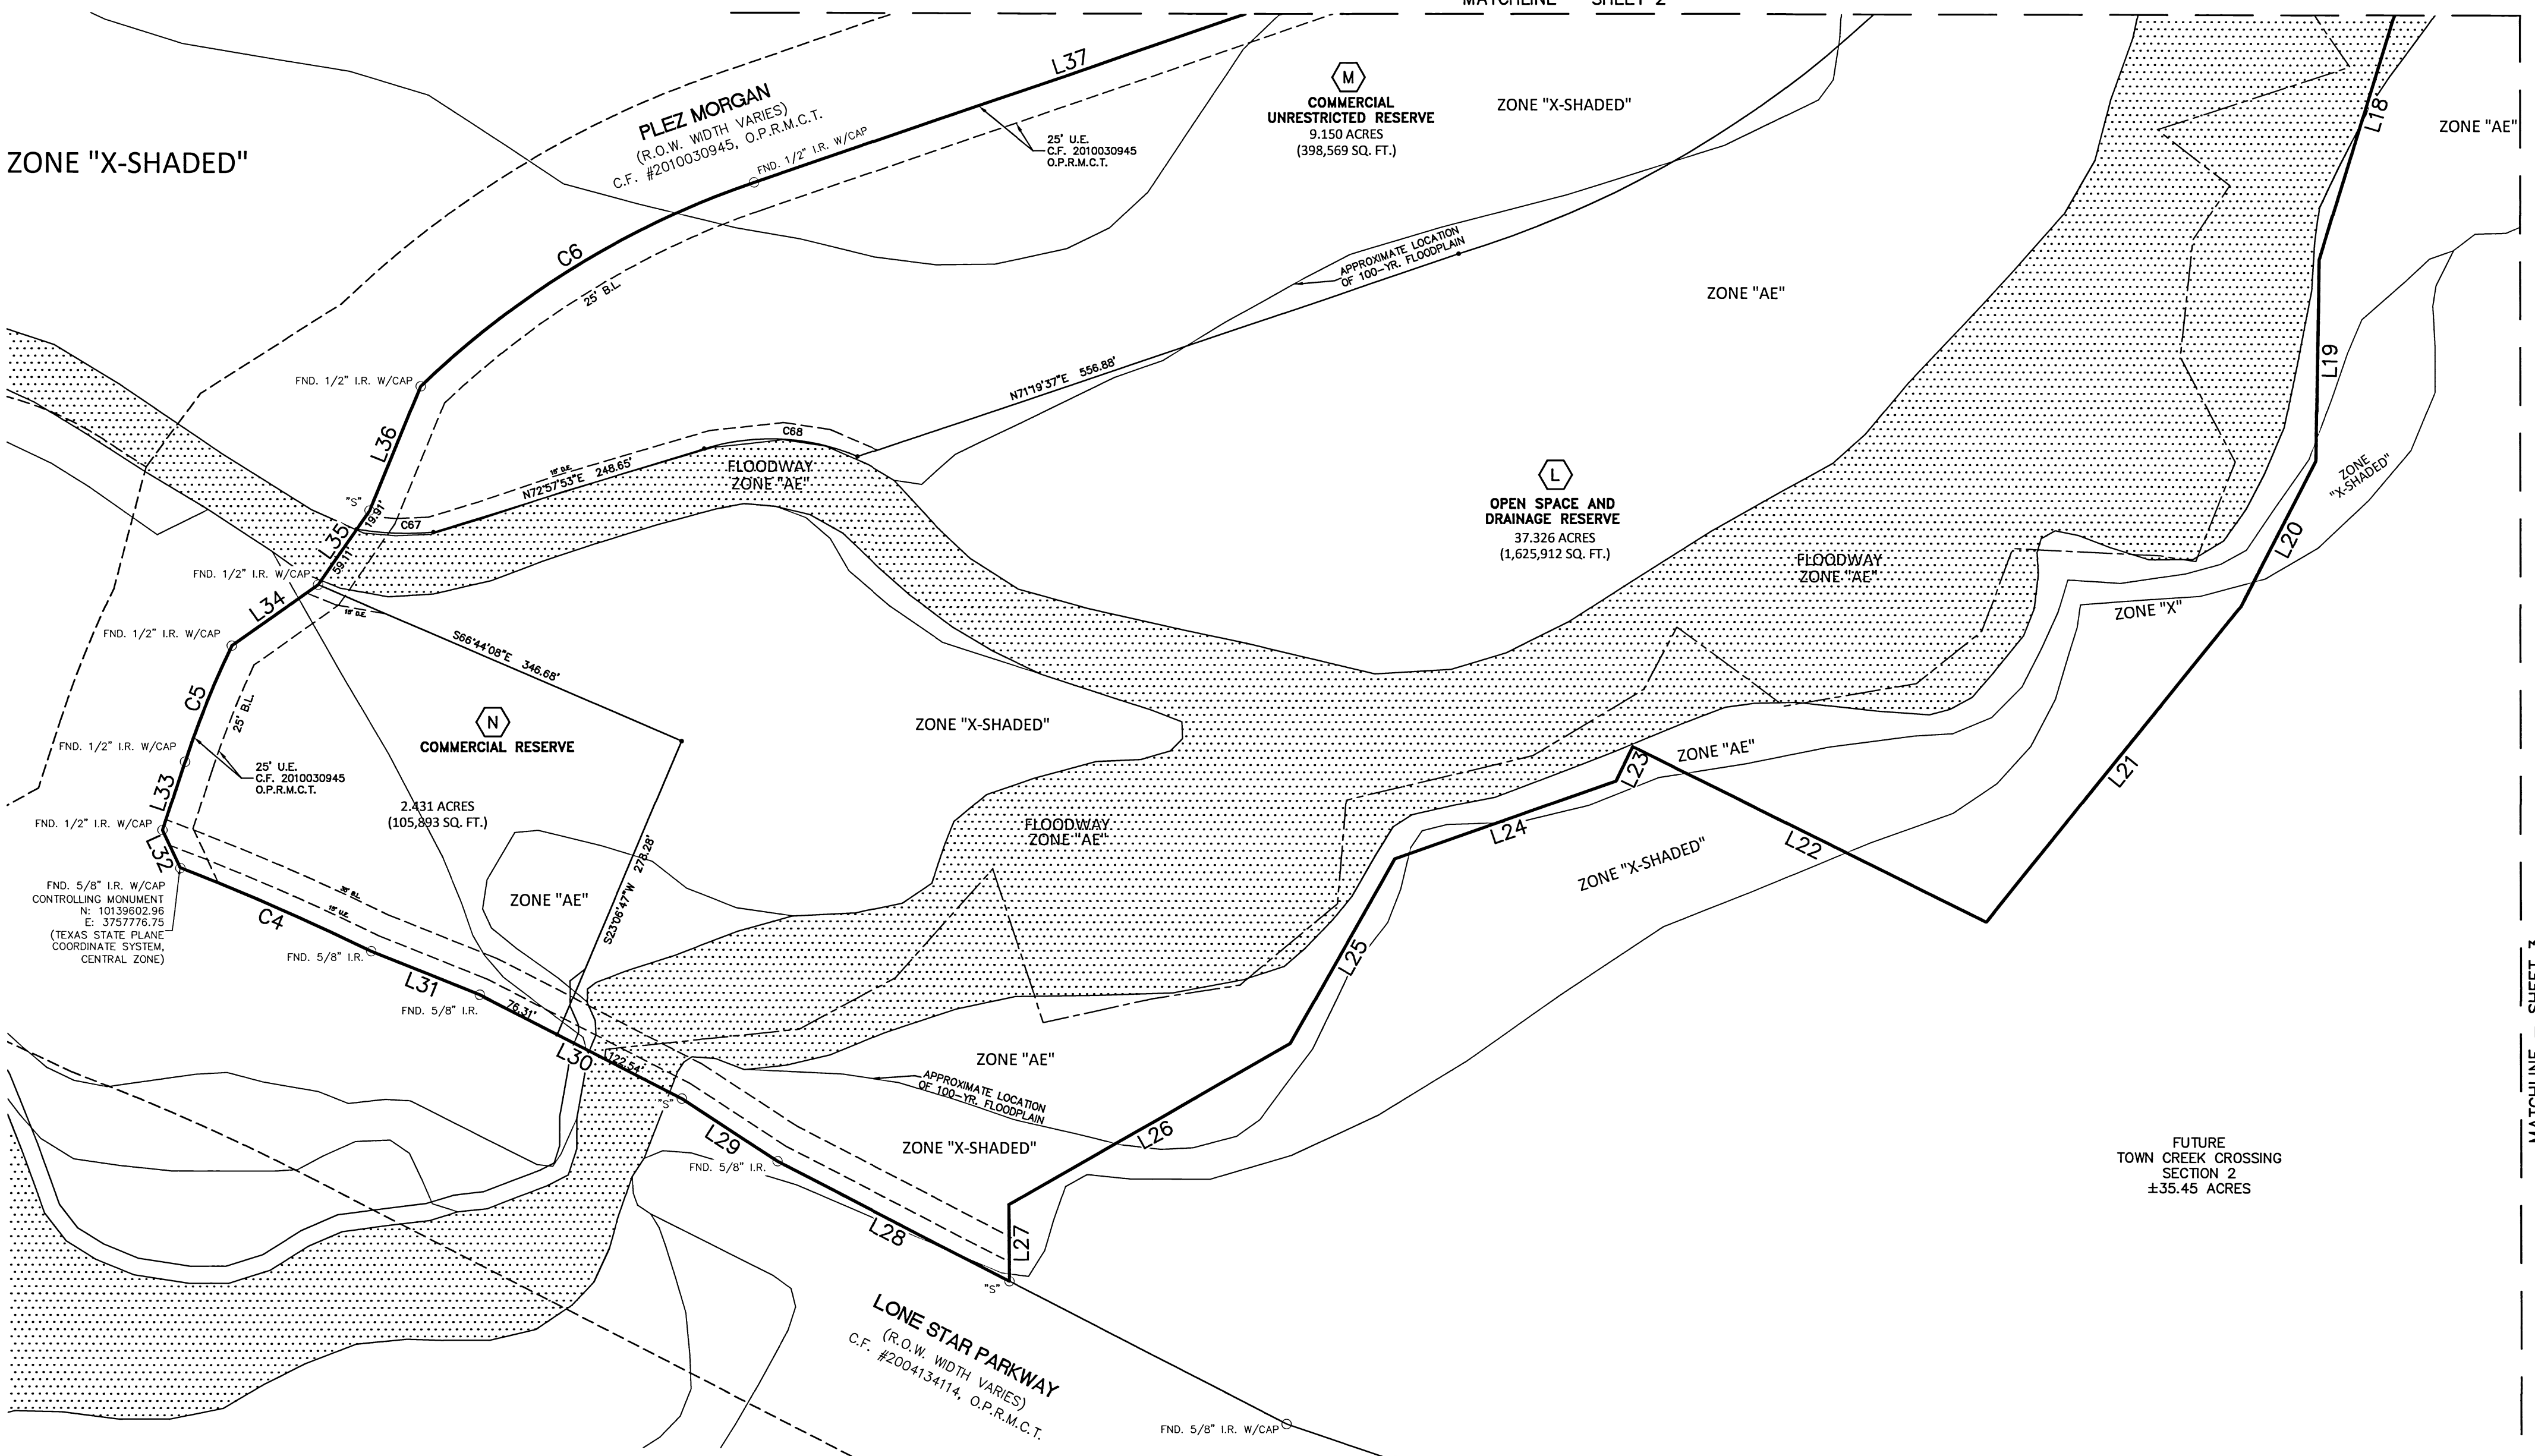 MATCHLINE SHEET 2
L37
PLEZ MORGAN
(R.O.W. WIDTH VARIES)
C.F. #2010030945, O.P.R.M.C.T.
FND. 1/2" I.R. W/CAP
25' U.E.
C.F. 2010030945
O.P.R.M.C.T.
M
COMMERCIAL
UNRESTRICTED RESERVE
9.150 ACRES
(398,569 SQ. FT.)
ZONE "X-SHADED"
L18
ZONE "AE"
ZONE "X-SHADED"
C6
25' B.L.
APPROXIMATE LOCATION
OF 100-YR. FLOODPLAIN
ZONE "AE"
L19
FND. 1/2" I.R. W/CAP
N71°19'37"E 556.88'
L36
C68
15' D.E.
N72°57'53"E 248.65'
FLOODWAY
ZONE "AE"
L
OPEN SPACE AND
DRAINAGE RESERVE
37.326 ACRES
(1,625,912 SQ. FT.)
ZONE
"X-SHADED"
"S"
19.91'
C67
L35
59.11'
L20
FLOODWAY
ZONE "AE"
FND. 1/2" I.R. W/CAP
L34
15' D.E.
ZONE "X"
FND. 1/2" I.R. W/CAP
S66°44'08"E 346.68'
C5
25' B.L.
N
COMMERCIAL RESERVE
ZONE "X-SHADED"
FND. 1/2" I.R. W/CAP
25' U.E.
C.F. 2010030945
O.P.R.M.C.T.
ZONE "AE"
L23
L21
L33
2.431 ACRES
(105,893 SQ. FT.)
FND. 1/2" I.R. W/CAP
L32
FLOODWAY
ZONE "AE"
L24
L22
S23°06'47"W 278.28'
ZONE "X-SHADED"
FND. 5/8" I.R. W/CAP
CONTROLLING MONUMENT
N: 10139602.96
E: 3757776.75
(TEXAS STATE PLANE
COORDINATE SYSTEM,
CENTRAL ZONE)
ZONE "AE"
C4
FND. 5/8" I.R.
L25
L31
FND. 5/8" I.R.
76.31'
L30
122.54'
ZONE "AE"
APPROXIMATE LOCATION
OF 100-YR. FLOODPLAIN
"S"
L29
FND. 5/8" I.R.
ZONE "X-SHADED"
L26
L28
L27
"S"
FUTURE
TOWN CREEK CROSSING
SECTION 2
±35.45 ACRES
MATCHLINE SHEET 3
LONE STAR PARKWAY
(R.O.W. WIDTH VARIES)
C.F. #2004134114, O.P.R.M.C.T.
FND. 5/8" I.R. W/CAP